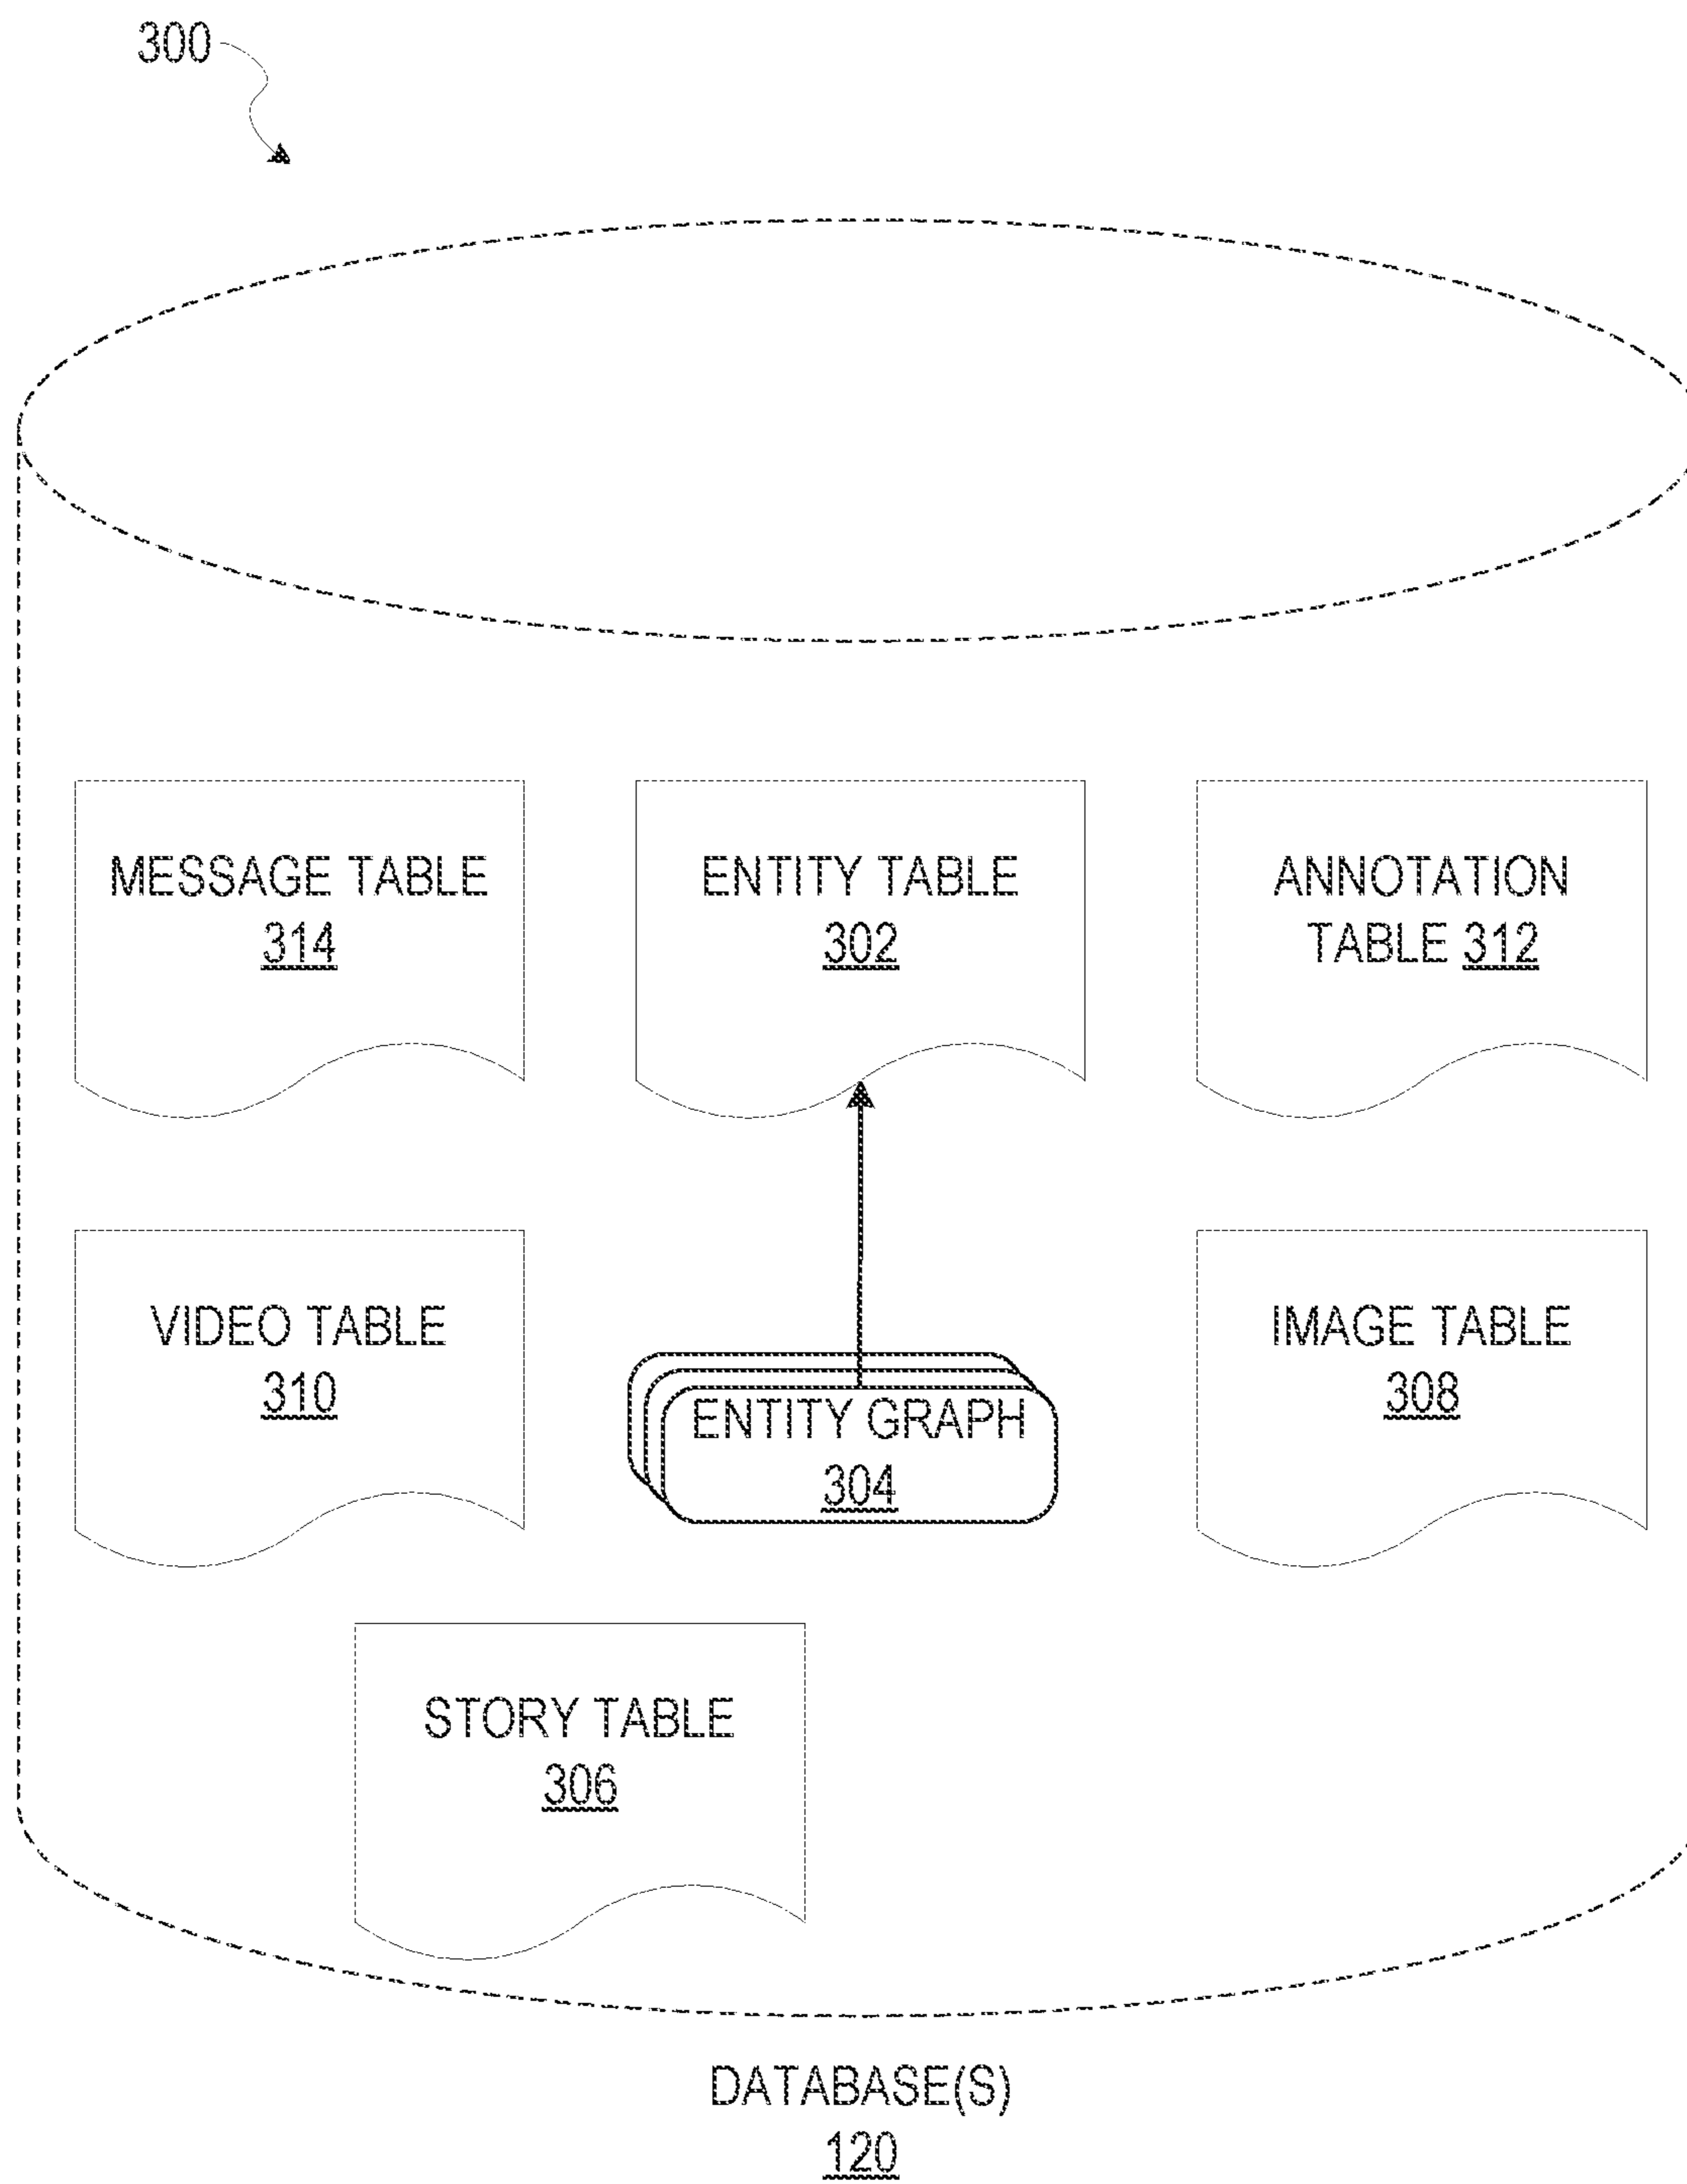 300
MESSAGE TABLE
314
ENTITY TABLE
302
ANNOTATION
TABLE 312
VIDEO TABLE
310
ENTITY GRAPH
304
IMAGE TABLE
308
STORY TABLE
306
DATABASE(S)
120